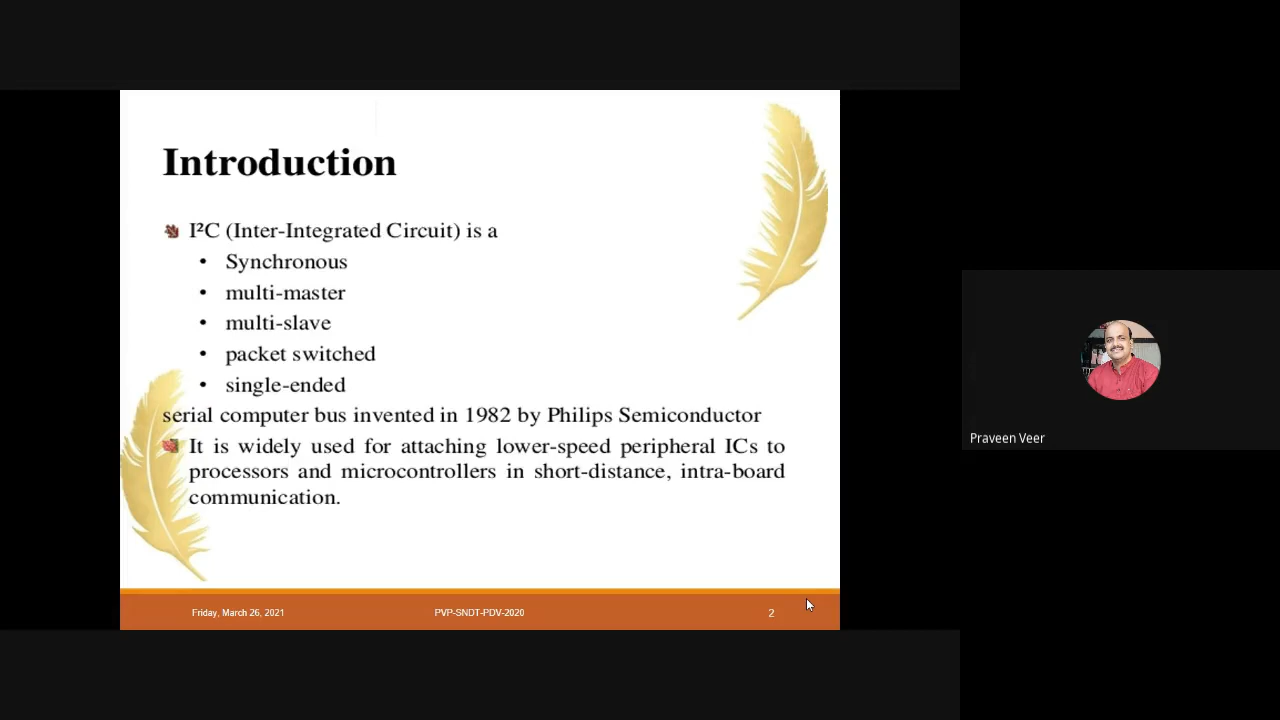 Introduction
I²C (Inter-Integrated Circuit) is a
• Synchronous
• multi-master
• multi-slave
• packet switched
• single-ended
serial computer bus invented in 1982 by Philips Semiconductor
It is widely used for attaching lower-speed peripheral ICs to
processors and microcontrollers in short-distance, intra-board
communication.
Friday, March 26, 2021
PVP-SNDT-PDV-2020
2
Praveen Veer